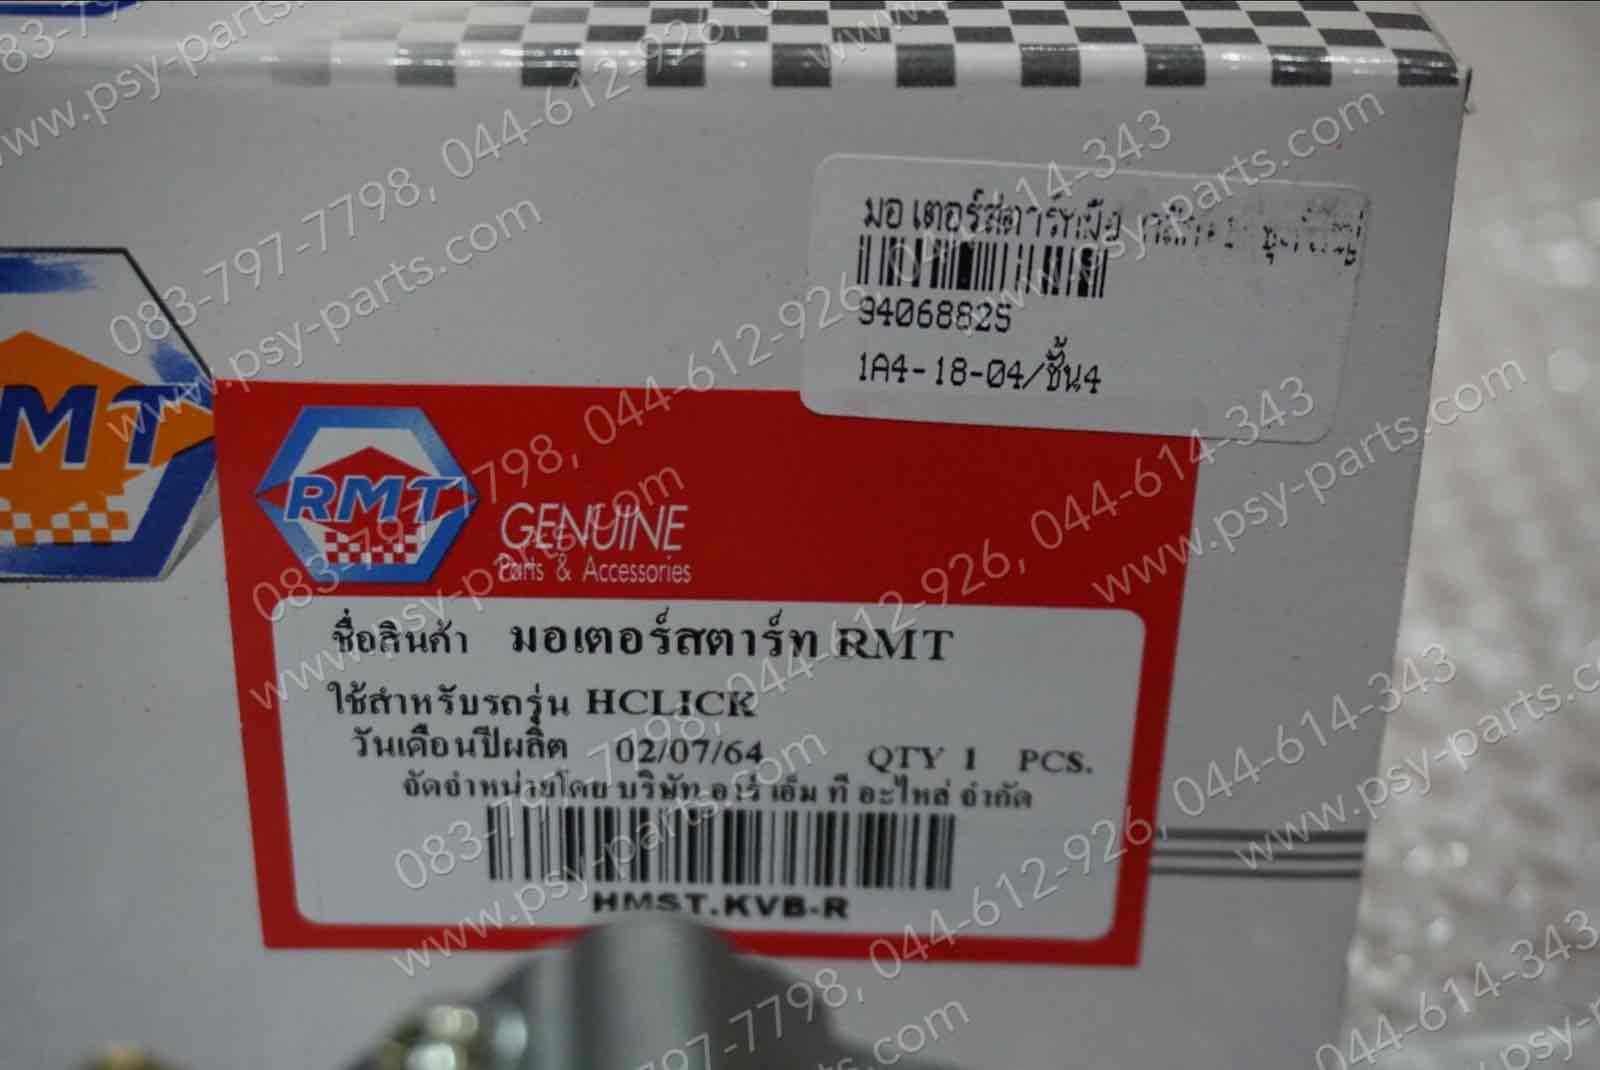 มอเตอร์สตาร์ทมือ
9406882S
1A4-18-04/ชั้น4
MT
RMT
GENUINE
Parts & Accessories
ชื่อสินค้า มอเตอร์สตาร์ท RMT
ใช้สำหรับรถรุ่น HCLICK
วันเดือนปีผลิต 02/07/64 QTY 1 PCS.
จัดจำหน่ายโดย บริษัท อาร์ เอ็ม ที อะไหล่ จำกัด
HMST.KVB-R
083-797-7798, 044-612-926, 044-614-343
www.psy-parts.com